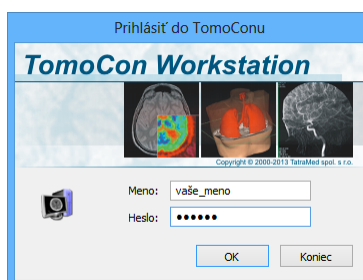 Prihlásiť do TomoConu
TomoCon Workstation
Copyright © 2000-2013 TatraMed spol. s r.o.
Meno: vaše_meno
Heslo: ●●●●●●
OK Koniec